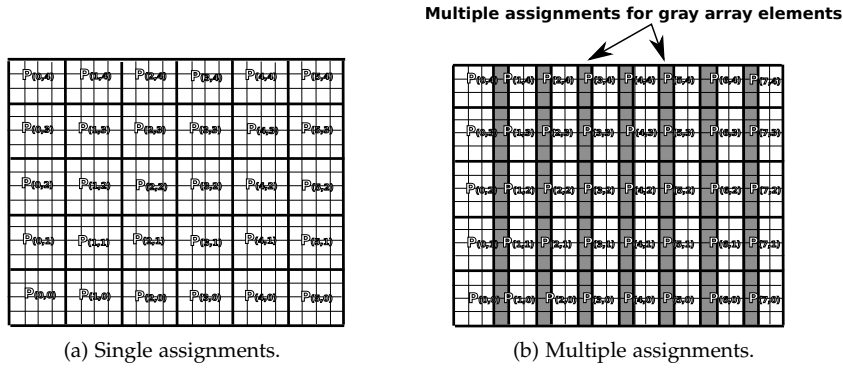 Multiple assignments for gray array elements
P(0,4) P(1,4) P(2,4) P(3,4) P(4,4) P(5,4)
P(0,3) P(1,3) P(2,3) P(3,3) P(4,3) P(5,3)
P(0,2) P(1,2) P(2,2) P(3,2) P(4,2) P(5,2)
P(0,1) P(1,1) P(2,1) P(3,1) P(4,1) P(5,1)
P(0,0) P(1,0) P(2,0) P(3,0) P(4,0) P(5,0)
(a) Single assignments.
P(0,4) P(1,4) P(2,4) P(3,4) P(4,4) P(5,4) P(6,4) P(7,4)
P(0,3) P(1,3) P(2,3) P(3,3) P(4,3) P(5,3) P(6,3) P(7,3)
P(0,2) P(1,2) P(2,2) P(3,2) P(4,2) P(5,2) P(6,2) P(7,2)
P(0,1) P(1,1) P(2,1) P(3,1) P(4,1) P(5,1) P(6,1) P(7,1)
P(0,0) P(1,0) P(2,0) P(3,0) P(4,0) P(5,0) P(6,0) P(7,0)
(b) Multiple assignments.